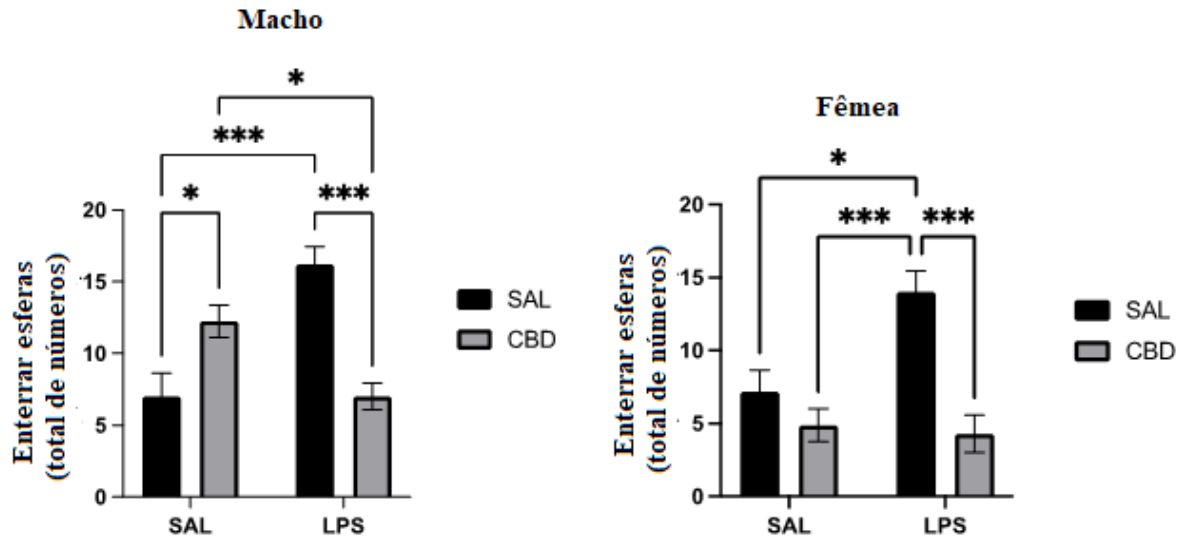 Macho
*
***
*
***
Enterrar esferas
(total de números)
20
15
10
5
0
SAL
LPS
SAL
CBD
Fêmea
*
***
***
Enterrar esferas
(total de números)
20
15
10
5
0
SAL
LPS
SAL
CBD